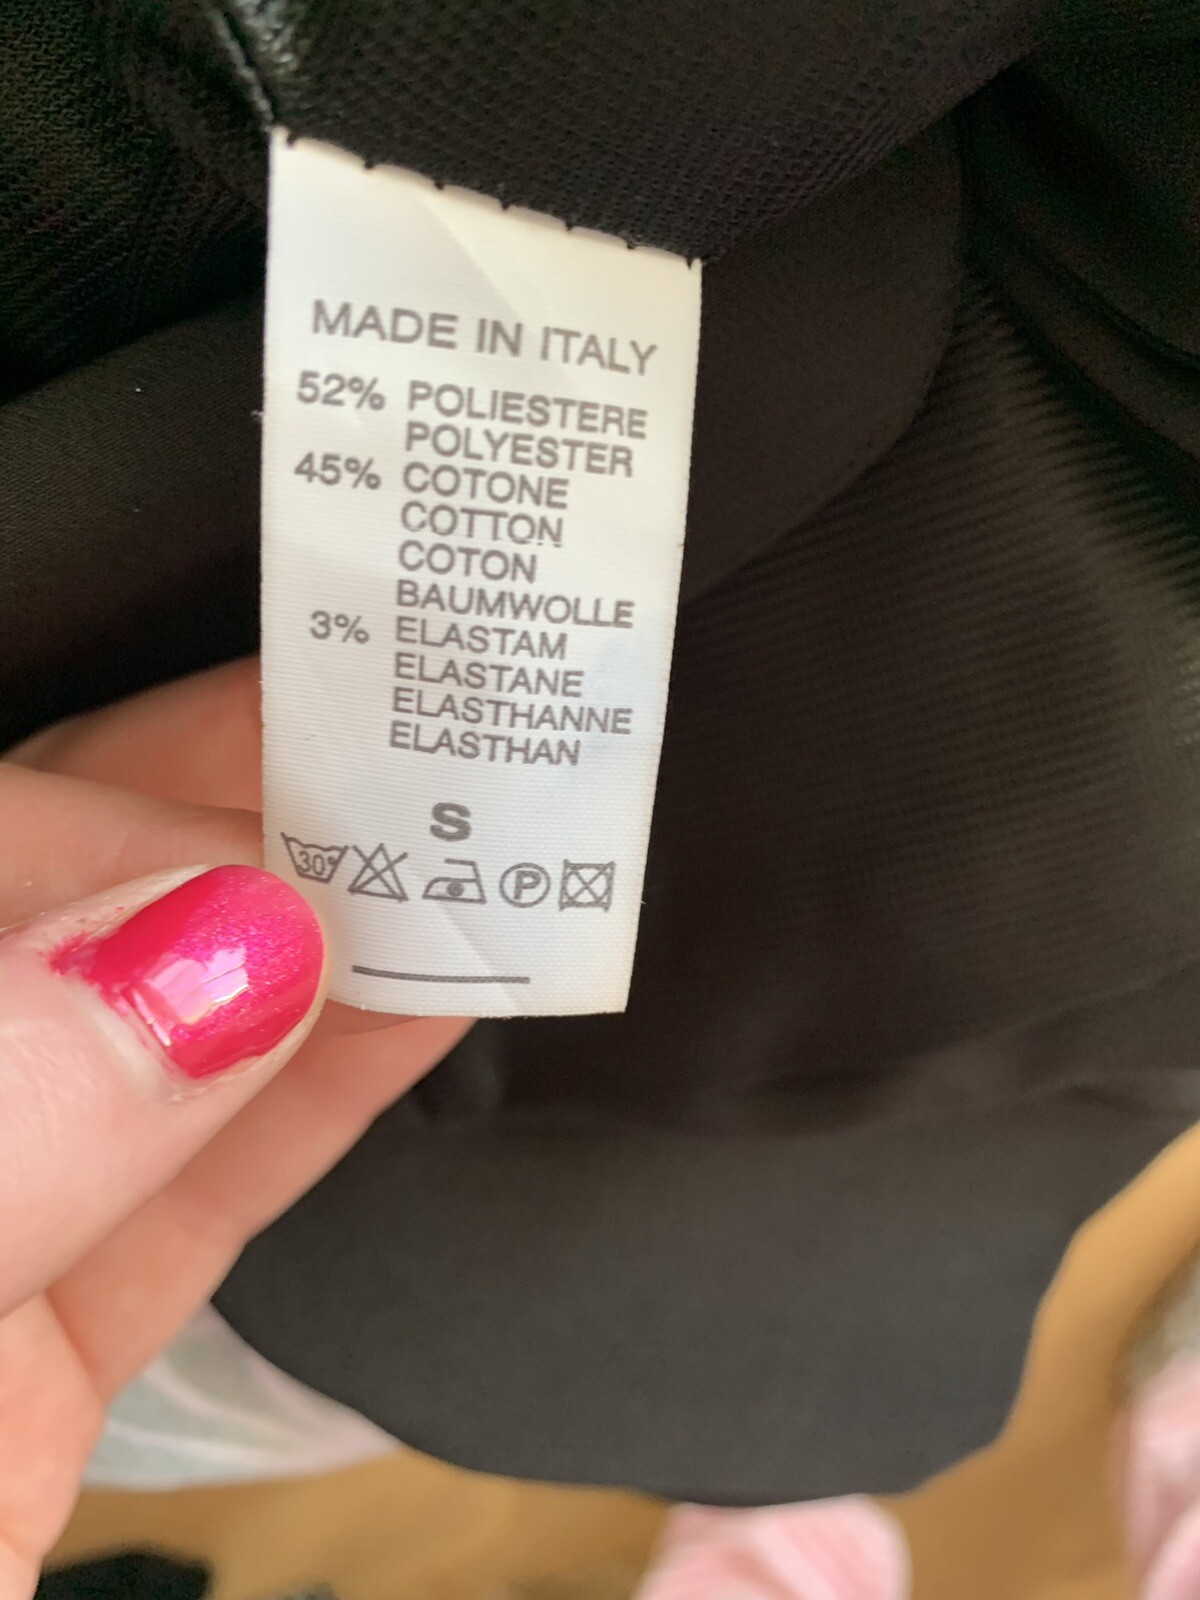 MADE IN ITALY
52% POLIESTERE
POLYESTER
45% COTONE
COTTON
COTON
BAUMWOLLE
3% ELASTAM
ELASTANE
ELASTHANNE
ELASTHAN
S
30° P